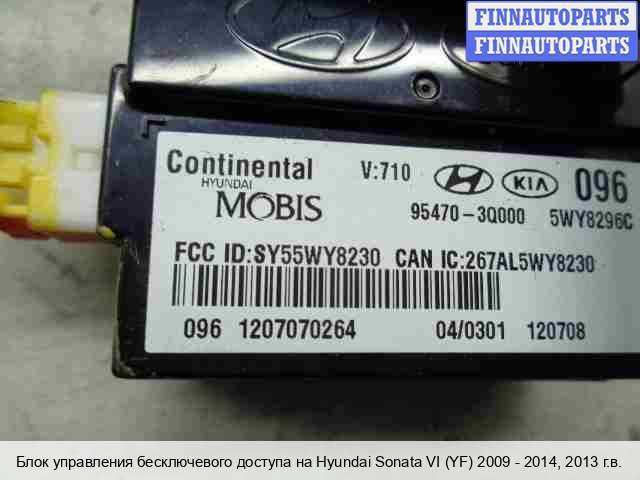 FINNAUTOPARTS
FINNAUTOPARTS
Continental V:710 KIA 096
HYUNDAI
MOBIS 95470-3Q000 5WY8296C
FCC ID:SY55WY8230 CAN IC:267AL5WY8230
096 1207070264 04/0301 120708
Блок управления бесключевого доступа на Hyundai Sonata VI (YF) 2009 - 2014, 2013 г.в.